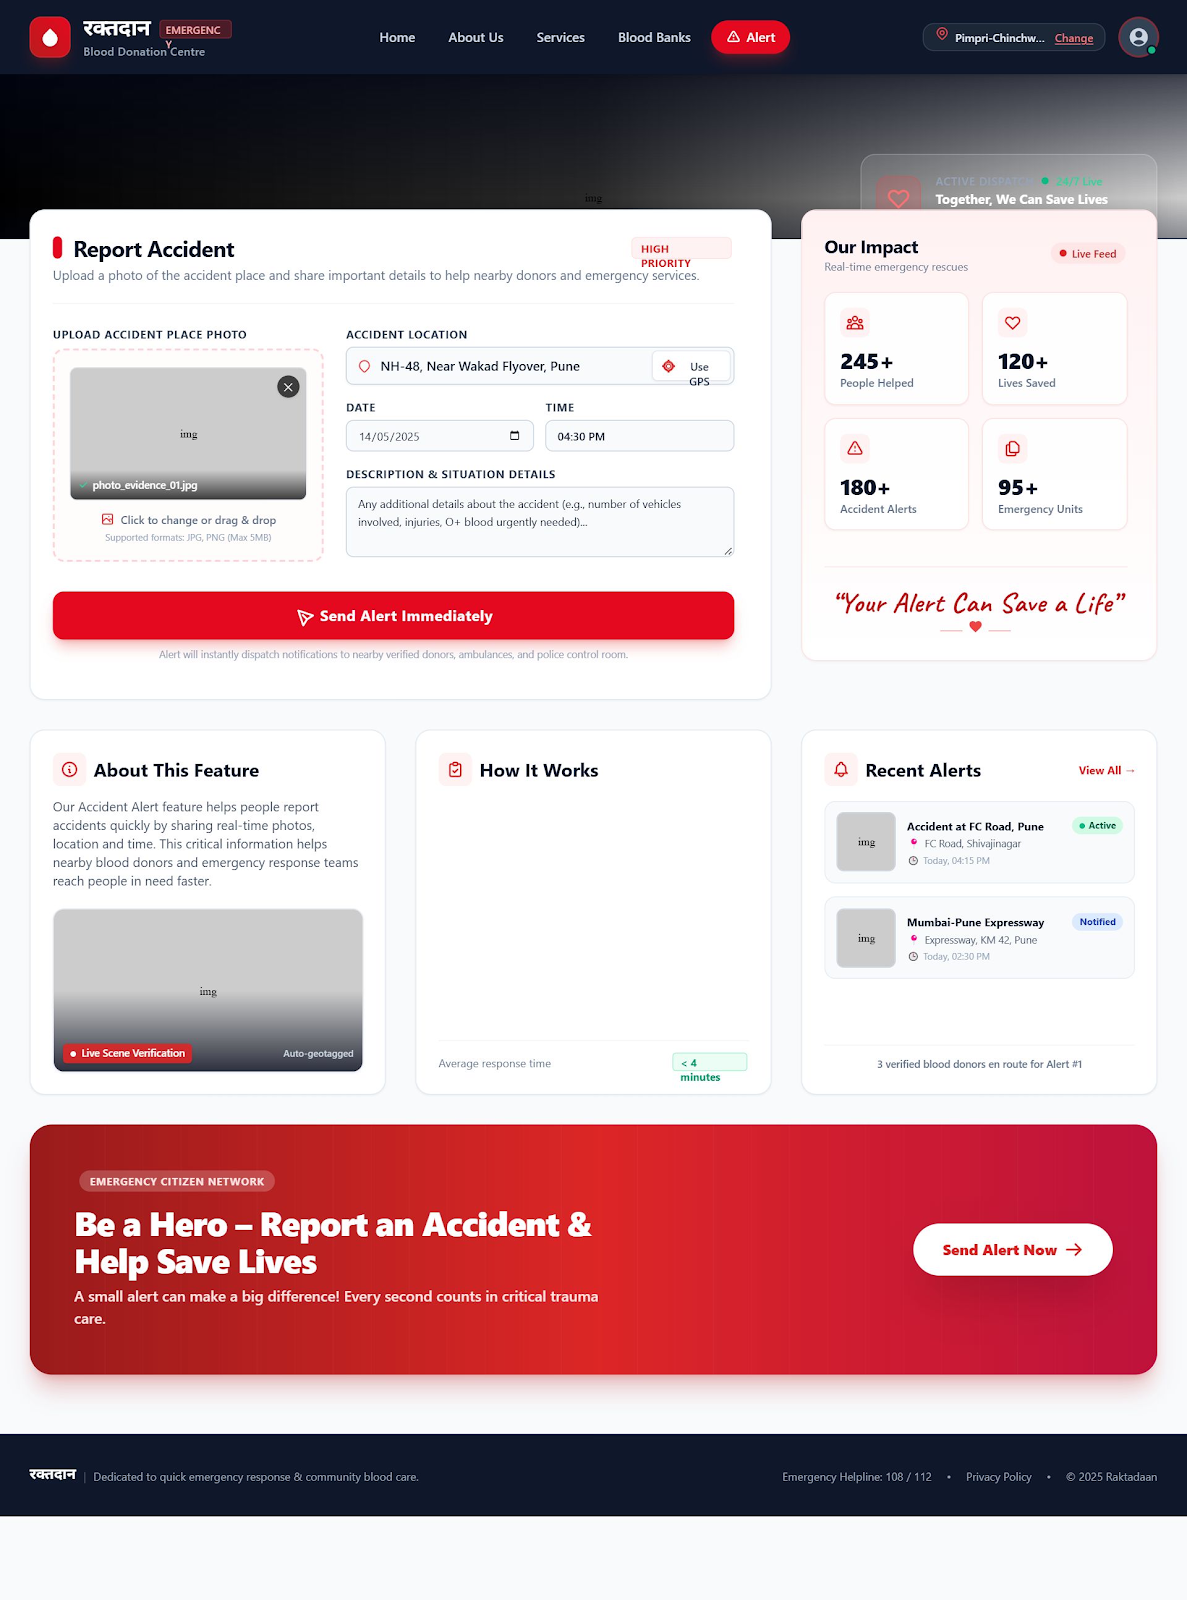 रक्तदान
EMERGENC
Y
Blood Donation Centre
Home
About Us
Services
Blood Banks
Alert
Pimpri-Chinchw...
Change
img
ACTIVE DISPATCH
24/7 Live
Together, We Can Save Lives
Report Accident
HIGH
PRIORITY
Upload a photo of the accident place and share important details to help nearby donors and emergency services.
UPLOAD ACCIDENT PLACE PHOTO
img
photo_evidence_01.jpg
Click to change or drag & drop
Supported formats: JPG, PNG (Max 5MB)
ACCIDENT LOCATION
NH-48, Near Wakad Flyover, Pune
Use
GPS
DATE
TIME
14/05/2025
04:30 PM
DESCRIPTION & SITUATION DETAILS
Any additional details about the accident (e.g., number of vehicles
involved, injuries, O+ blood urgently needed)...
Send Alert Immediately
Alert will instantly dispatch notifications to nearby verified donors, ambulances, and police control room.
Our Impact
Real-time emergency rescues
Live Feed
245+
People Helped
120+
Lives Saved
180+
Accident Alerts
95+
Emergency Units
“Your Alert Can Save a Life”
About This Feature
Our Accident Alert feature helps people report
accidents quickly by sharing real-time photos,
location and time. This critical information helps
nearby blood donors and emergency response teams
reach people in need faster.
img
Live Scene Verification
Auto-geotagged
How It Works
Average response time
< 4
minutes
Recent Alerts
View All →
img
Accident at FC Road, Pune
Active
FC Road, Shivajinagar
Today, 04:15 PM
img
Mumbai-Pune Expressway
Notified
Expressway, KM 42, Pune
Today, 02:30 PM
3 verified blood donors en route for Alert #1
EMERGENCY CITIZEN NETWORK
Be a Hero – Report an Accident &
Help Save Lives
A small alert can make a big difference! Every second counts in critical trauma
care.
Send Alert Now
रक्तदान | Dedicated to quick emergency response & community blood care.
Emergency Helpline: 108 / 112 • Privacy Policy • © 2025 Raktadaan